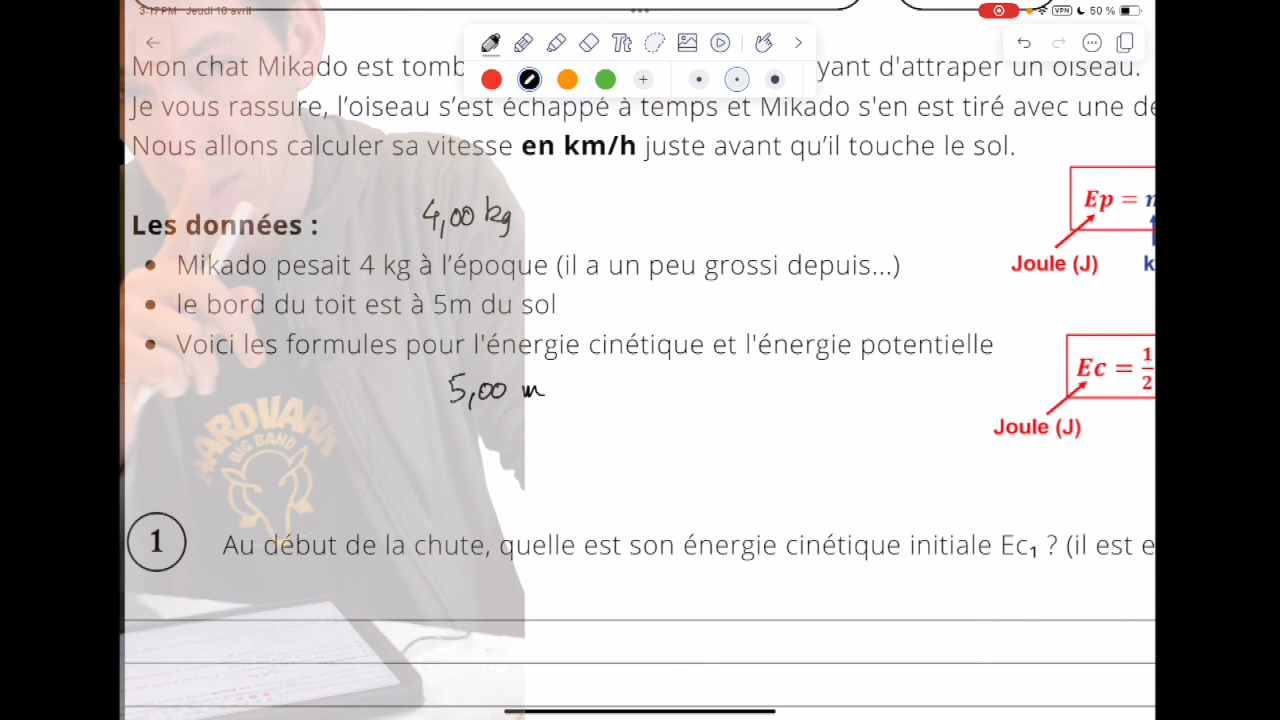 3:17 PM Jeudi 18 avril
VPN 50 %
Mon chat Mikado est tomb yant d'attraper un oiseau.
Je vous rassure, l'oiseau s'est échappé à temps et Mikado s'en est tiré avec une de
Nous allons calculer sa vitesse en km/h juste avant qu'il touche le sol.
4,00 kg
Ep =
Les données :
Joule (J) k
• Mikado pesait 4 kg à l'époque (il a un peu grossi depuis...)
• le bord du toit est à 5m du sol
• Voici les formules pour l'énergie cinétique et l'énergie potentielle
Ec = 1/2
5,00 m
Joule (J)
AARDVARK
BIG BAND
1 Au début de la chute, quelle est son énergie cinétique initiale Ec₁ ? (il est e